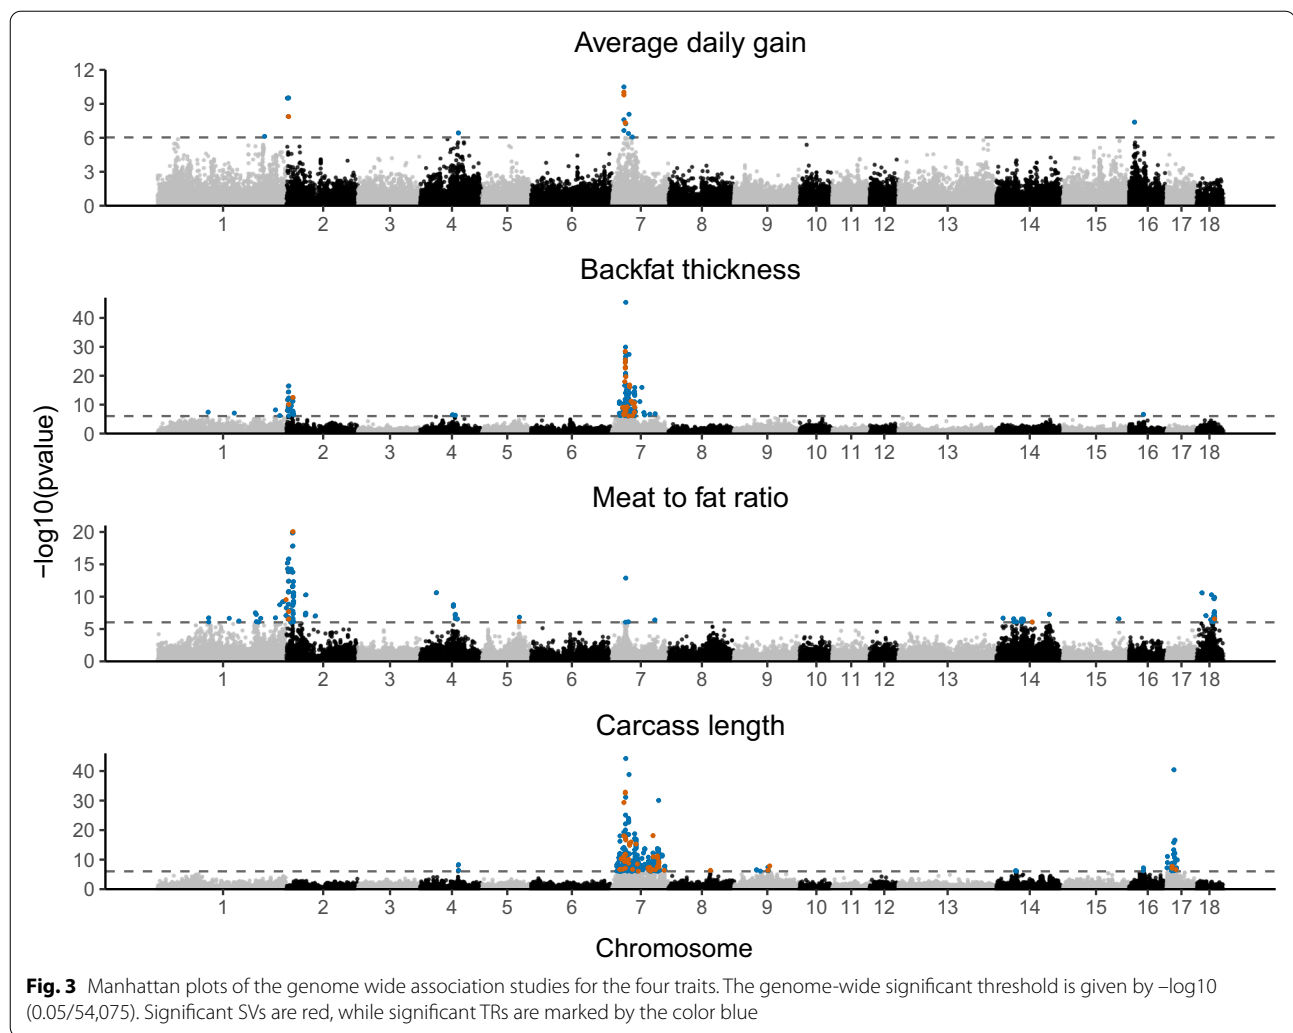 Average daily gain
12
9
6
3
0
1 2 3 4 5 6 7 8 9 10 11 12 13 14 15 16 17 18
Backfat thickness
40
30
20
10
0
1 2 3 4 5 6 7 8 9 10 11 12 13 14 15 16 17 18
−log10(pvalue)
Meat to fat ratio
20
15
10
5
0
1 2 3 4 5 6 7 8 9 10 11 12 13 14 15 16 17 18
Carcass length
40
30
20
10
0
1 2 3 4 5 6 7 8 9 10 11 12 13 14 15 16 17 18
Chromosome
Fig. 3 Manhattan plots of the genome wide association studies for the four traits. The genome-wide significant threshold is given by –log10
(0.05/54,075). Significant SVs are red, while significant TRs are marked by the color blue